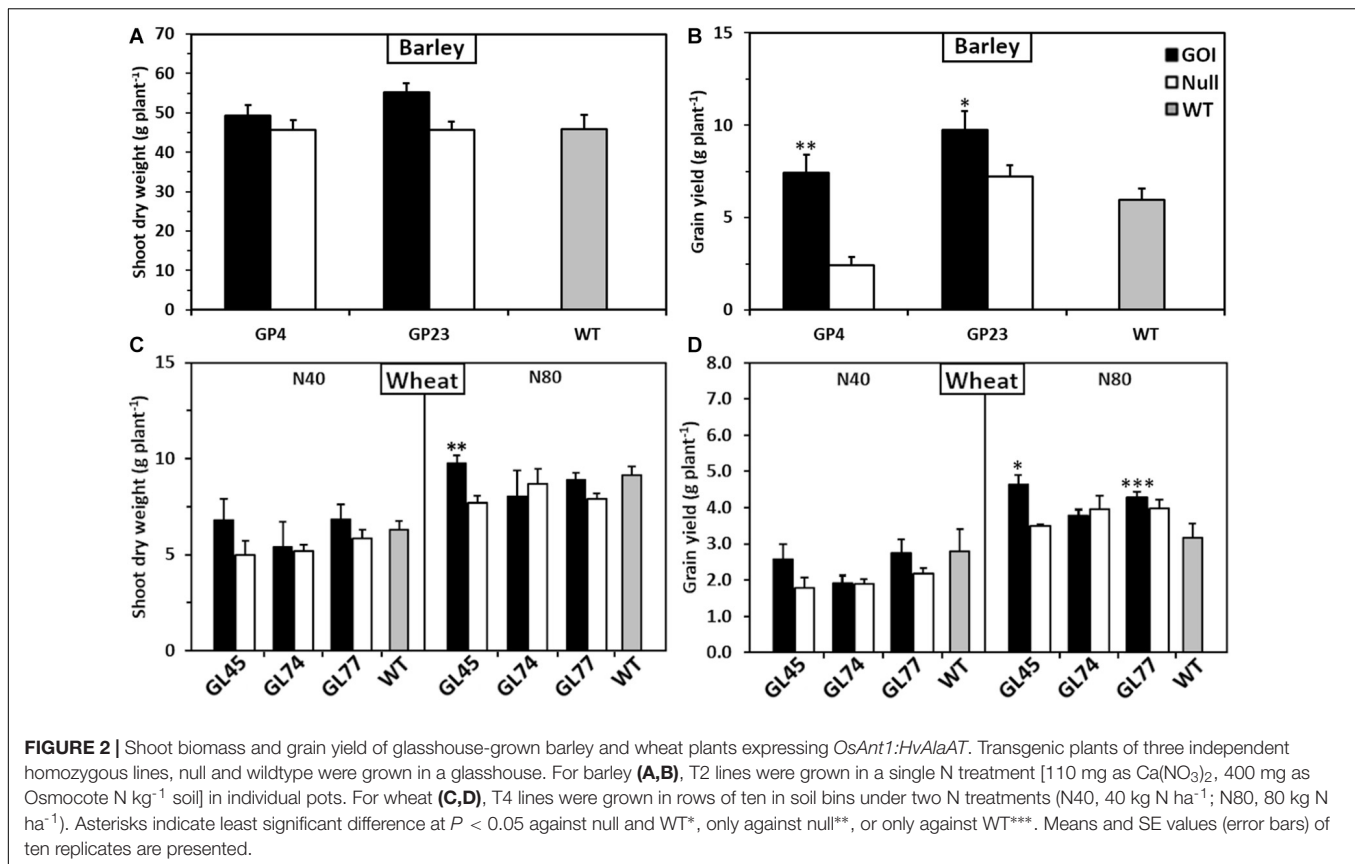 A
Barley
Shoot dry weight (g plant-1)
70
60
50
40
30
20
10
0
GP4
GP23
WT
B
Barley
GOI
Null
WT
Grain yield (g plant-1)
15
10
5
0
**
*
GP4
GP23
WT
C
N40
Wheat
N80
Shoot dry weight (g plant-1)
15
10
5
0
**
GL45
GL74
GL77
WT
GL45
GL74
GL77
WT
D
N40
Wheat
N80
Grain yield (g plant-1)
8.0
7.0
6.0
5.0
4.0
3.0
2.0
1.0
0.0
*
***
GL45
GL74
GL77
WT
GL45
GL74
GL77
WT
FIGURE 2 | Shoot biomass and grain yield of glasshouse-grown barley and wheat plants expressing OsAnt1:HvAlaAT. Transgenic plants of three independent
homozygous lines, null and wildtype were grown in a glasshouse. For barley (A,B), T2 lines were grown in a single N treatment [110 mg as Ca(NO3)2, 400 mg as
Osmocote N kg-1 soil] in individual pots. For wheat (C,D), T4 lines were grown in rows of ten in soil bins under two N treatments (N40, 40 kg N ha-1; N80, 80 kg N
ha-1). Asterisks indicate least significant difference at P < 0.05 against null and WT*, only against null**, or only against WT***. Means and SE values (error bars) of
ten replicates are presented.